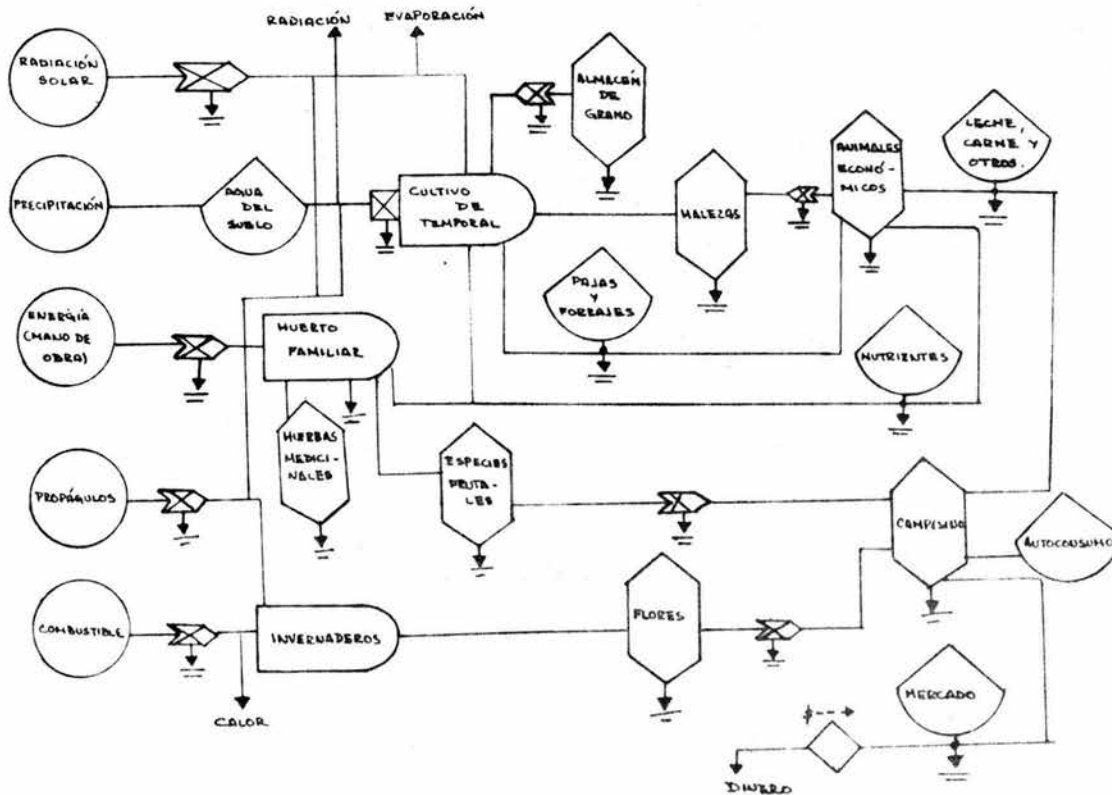 RADIACIÓN
EVAPORACIÓN
RADIACIÓN
SOLAR
ALMACÉN
DE
GRANO
LECHE,
CARNE Y
OTROS.
ANIMALES
ECONÓ-
MICOS
PRECIPITACIÓN
AGUA
DEL
SUELO
CULTIVO
DE
TEMPORAL
MALEZAS
PAJAS
Y
FORRAJES
ENERGÍA
(MANO DE
OBRA)
HUERTO
FAMILIAR
NUTRIENTES
HIERBAS
MEDICI-
NALES
ESPECIES
FRUTA-
LES
PROPÁGULOS
CAMPESINO
AUTOCONSUMO
COMBUSTIBLE
INVERNADEROS
FLORES
CALOR
MERCADO
$
DINERO